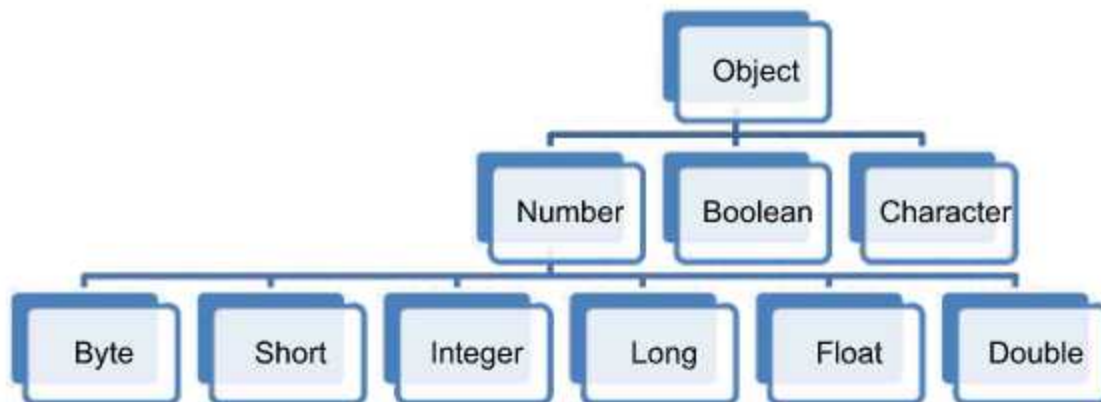 Object
Number Boolean Character
Byte Short Integer Long Float Double